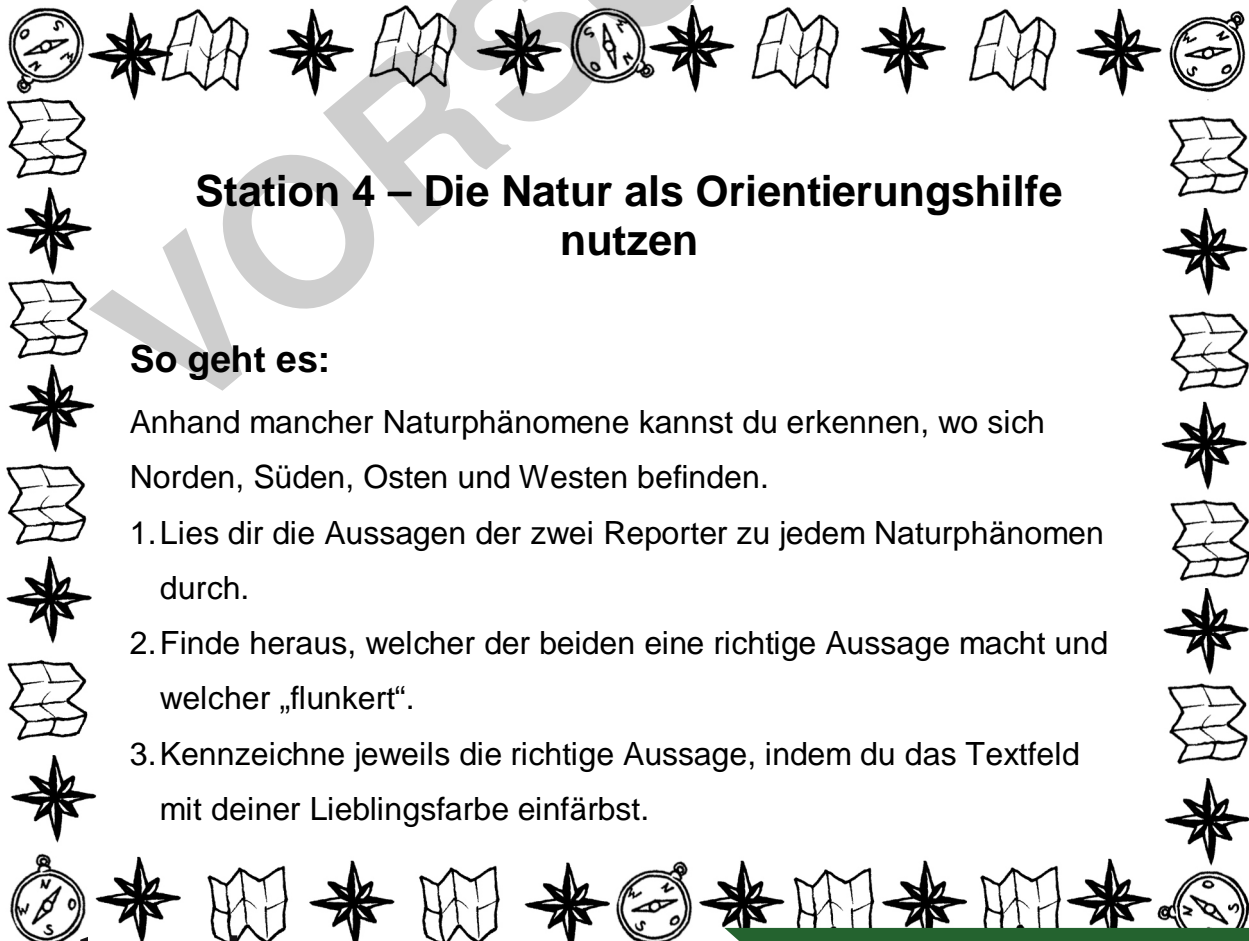 VORS
Station 4 – Die Natur als Orientierungshilfe
nutzen
So geht es:
Anhand mancher Naturphänomene kannst du erkennen, wo sich
Norden, Süden, Osten und Westen befinden.
1. Lies dir die Aussagen der zwei Reporter zu jedem Naturphänomen
durch.
2. Finde heraus, welcher der beiden eine richtige Aussage macht und
welcher „flunkert“.
3. Kennzeichne jeweils die richtige Aussage, indem du das Textfeld
mit deiner Lieblingsfarbe einfärbst.